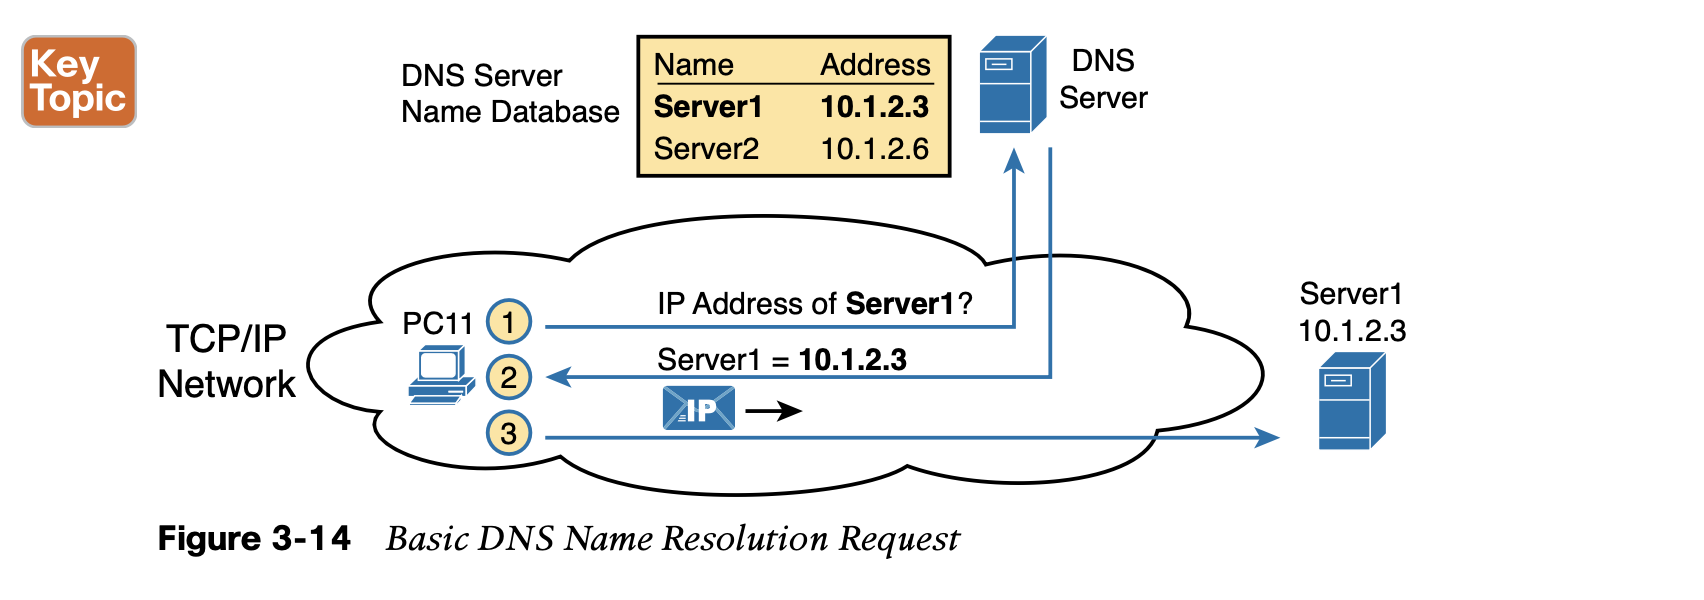 Key
Topic
DNS Server
Name Database
Name Address
Server1 10.1.2.3
Server2 10.1.2.6
DNS
Server
TCP/IP
Network
PC11
1
IP Address of Server1?
2
Server1 = 10.1.2.3
IP
3
Server1
10.1.2.3
Figure 3-14 Basic DNS Name Resolution Request